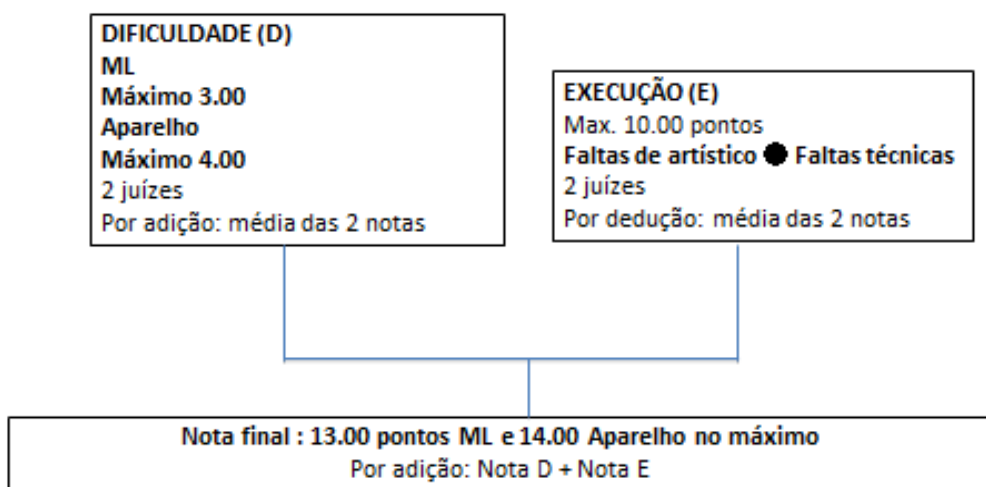 DIFICULDADE (D)
ML
Máximo 3.00
Aparelho
Máximo 4.00
2 juízes
Por adição: média das 2 notas
EXECUÇÃO (E)
Max. 10.00 pontos
Faltas de artístico ● Faltas técnicas
2 juízes
Por dedução: média das 2 notas
Nota final : 13.00 pontos ML e 14.00 Aparelho no máximo
Por adição: Nota D + Nota E